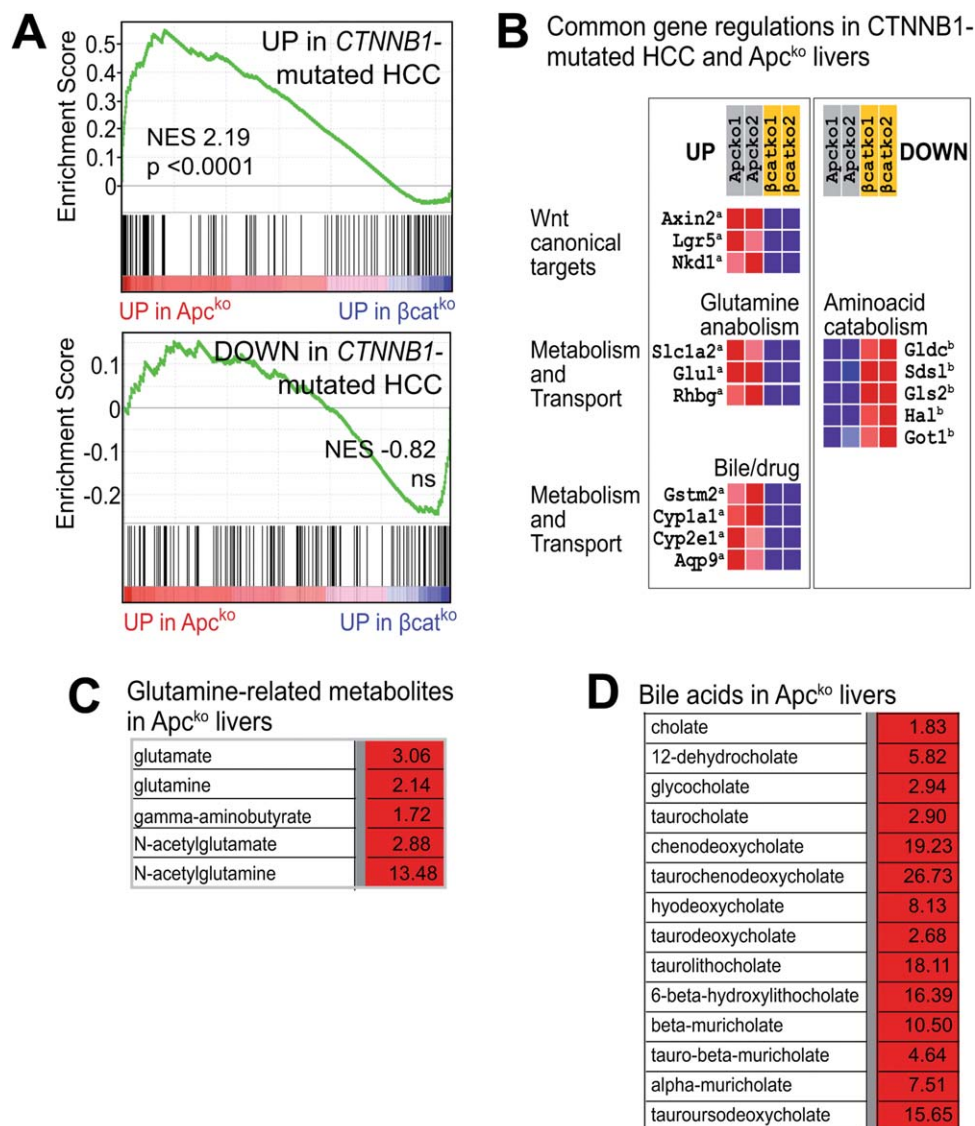 A
UP in CTNNB1-
mutated HCC
Enrichment Score
0.5
0.4
0.3
0.2
0.1
0
NES 2.19
p <0.0001
UP in Apcᵏᵒ
UP in βcatᵏᵒ
DOWN in CTNNB1-
mutated HCC
Enrichment Score
0.1
0
-0.1
-0.2
NES -0.82
ns
UP in Apcᵏᵒ
UP in βcatᵏᵒ
B Common gene regulations in CTNNB1-
mutated HCC and Apcᵏᵒ livers
UP
Apcko1
Apcko2
βcatko1
βcatko2
Apcko1
Apcko2
βcatko1
βcatko2
DOWN
Wnt
canonical
targets
Axin2ᵃ
Lgr5ᵃ
Nkd1ᵃ
Metabolism
and
Transport
Glutamine
anabolism
Slc1a2ᵃ
Glulᵃ
Rhbgᵃ
Aminoacid
catabolism
Gldcᵇ
Sdslᵇ
Gls2ᵇ
Halᵇ
Got1ᵇ
Metabolism
and
Transport
Bile/drug
Gstm2ᵃ
Cyp1a1ᵃ
Cyp2e1ᵃ
Aqp9ᵃ
C Glutamine-related metabolites
in Apcᵏᵒ livers
glutamate 3.06
glutamine 2.14
gamma-aminobutyrate 1.72
N-acetylglutamate 2.88
N-acetylglutamine 13.48
D Bile acids in Apcᵏᵒ livers
cholate 1.83
12-dehydrocholate 5.82
glycocholate 2.94
taurocholate 2.90
chenodeoxycholate 19.23
taurochenodeoxycholate 26.73
hyodeoxycholate 8.13
taurodeoxycholate 2.68
taurolithocholate 18.11
6-beta-hydroxylithocholate 16.39
beta-muricholate 10.50
tauro-beta-muricholate 4.64
alpha-muricholate 7.51
tauroursodeoxycholate 15.65